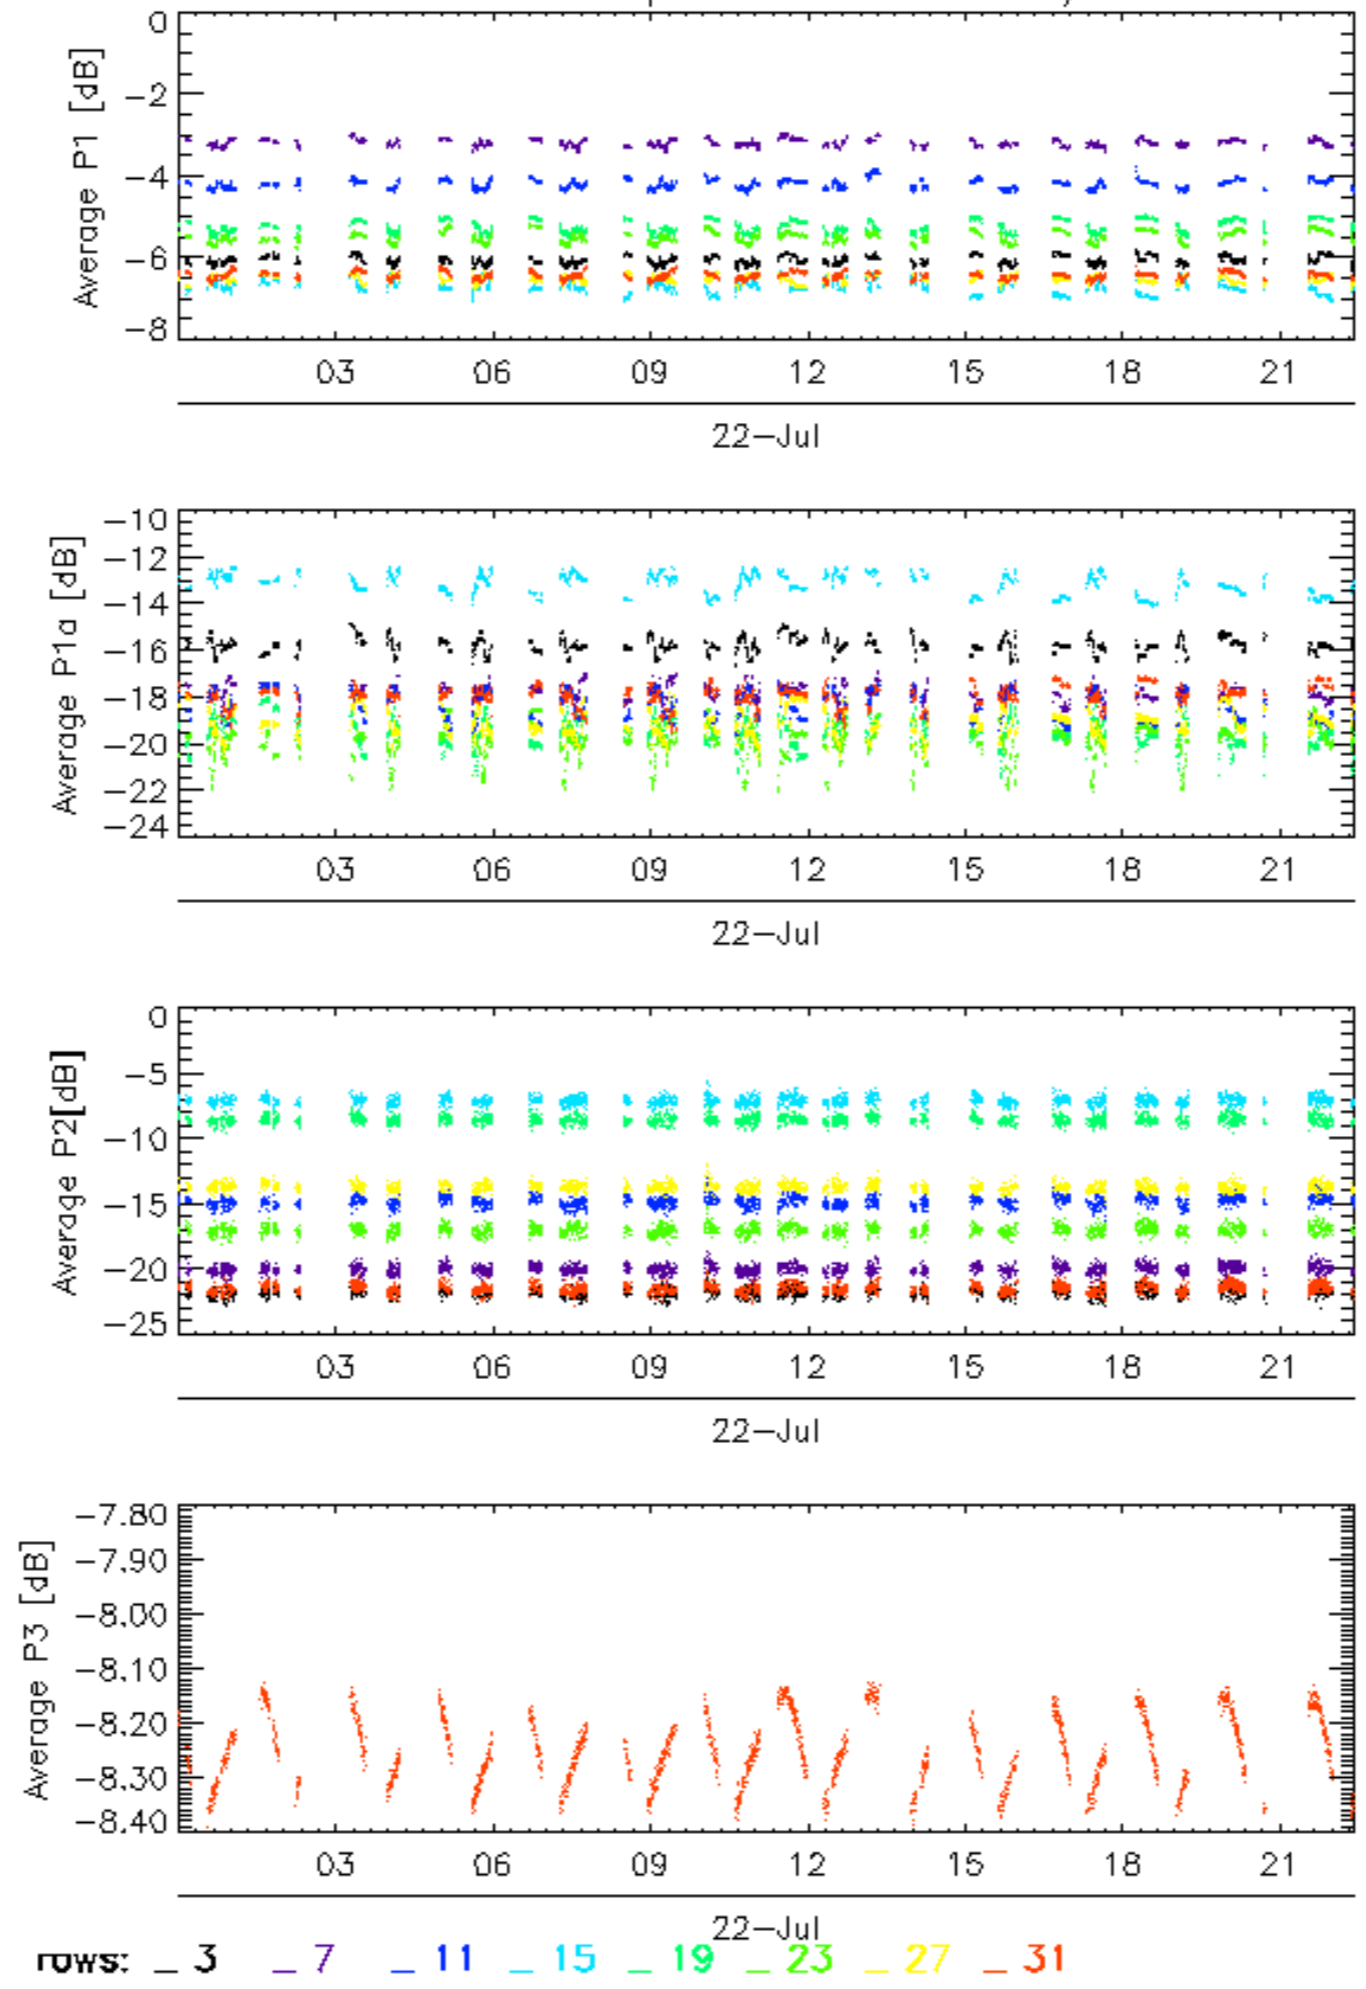 0
-2
-4
-6
-8
Average P1 [dB]
03 06 09 12 15 18 21
22-Jul
-10
-12
-14
-16
-18
-20
-22
-24
Average P1a [dB]
03 06 09 12 15 18 21
22-Jul
0
-5
-10
-15
-20
-25
Average P2[dB]
03 06 09 12 15 18 21
22-Jul
-7.80
-7.90
-8.00
-8.10
-8.20
-8.30
-8.40
Average P3 [dB]
03 06 09 12 15 18 21
22-Jul
rows: _ 3 _ 7 _ 11 _ 15 _ 19 _ 23 _ 27 _ 31